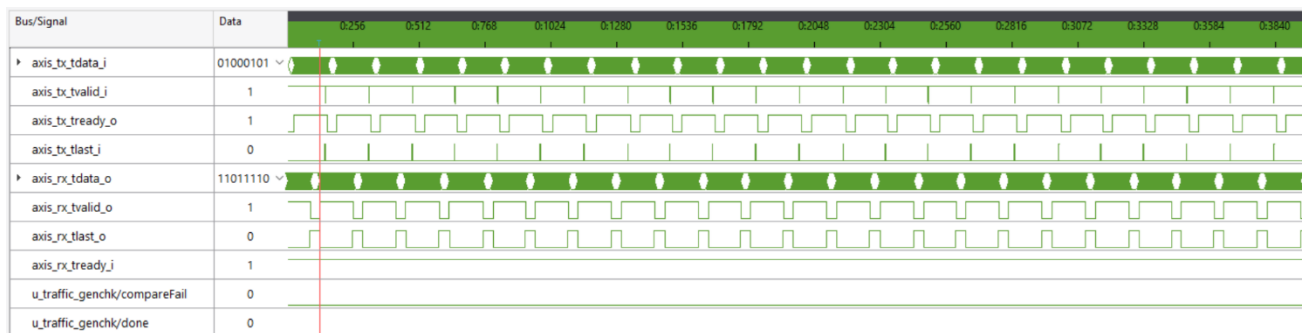 Bus/Signal Data 0:256 0:512 0:768 0:1024 0:1280 0:1536 0:1792 0:2048 0:2304 0:2560 0:2816 0:3072 0:3328 0:3584 0:3840
axis_tx_tdata_i 01000101
axis_tx_tvalid_i 1
axis_tx_tready_o 1
axis_tx_tlast_i 0
axis_rx_tdata_o 11011110
axis_rx_tvalid_o 1
axis_rx_tlast_o 0
axis_rx_tready_i 1
u_traffic_genchk/compareFail 0
u_traffic_genchk/done 0